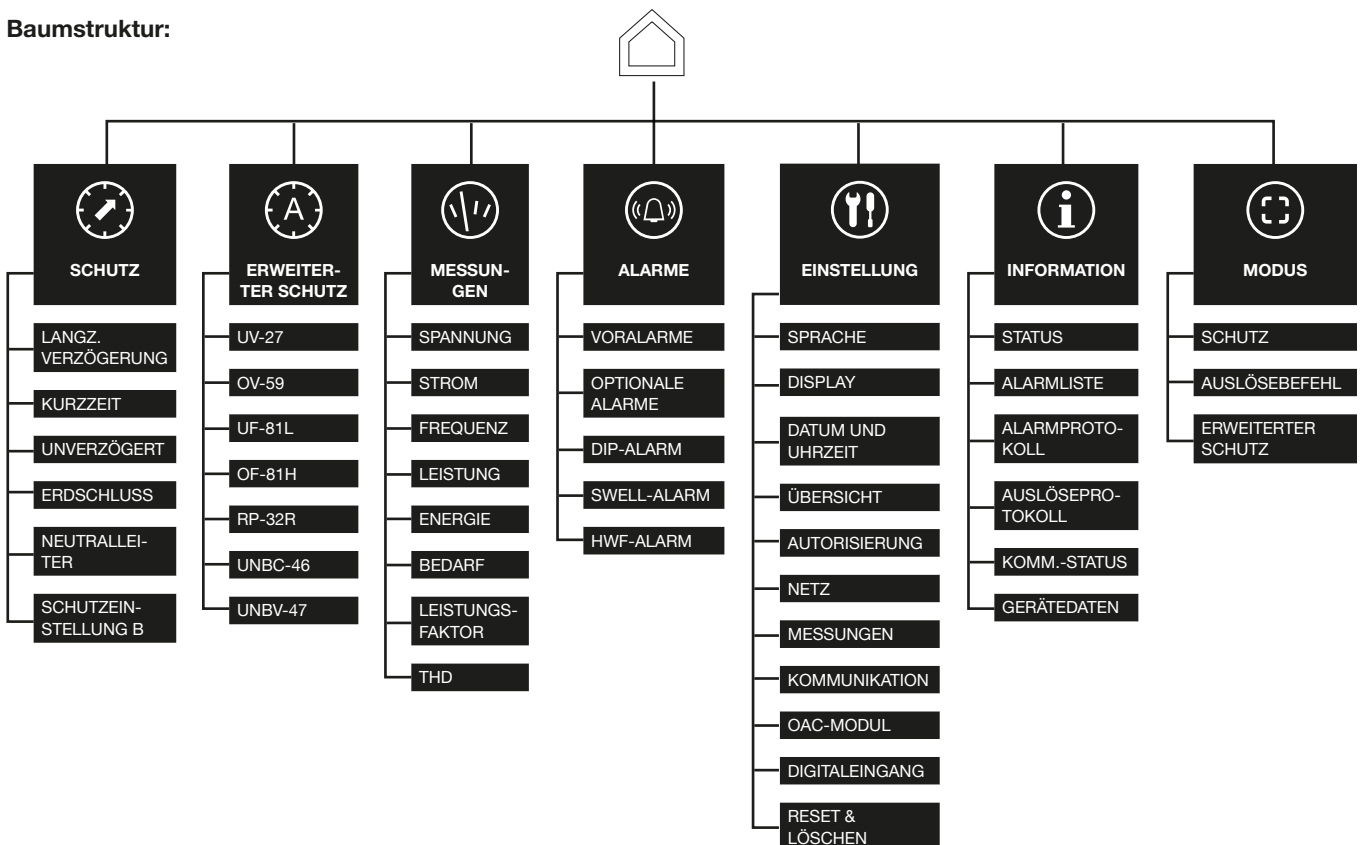 Baumstruktur:
SCHUTZ
LANGZ.
VERZÖGERUNG
KURZZEIT
UNVERZÖGERT
ERDSCHLUSS
NEUTRALLEI-
TER
SCHUTZEIN-
STELLUNG B
A
ERWEITER-
TER SCHUTZ
UV-27
OV-59
UF-81L
OF-81H
RP-32R
UNBC-46
UNBV-47
MESSUN-
GEN
SPANNUNG
STROM
FREQUENZ
LEISTUNG
ENERGIE
BEDARF
LEISTUNGS-
FAKTOR
THD
ALARME
VORALARME
OPTIONALE
ALARME
DIP-ALARM
SWELL-ALARM
HWF-ALARM
EINSTELLUNG
SPRACHE
DISPLAY
DATUM UND
UHRZEIT
ÜBERSICHT
AUTORISIERUNG
NETZ
MESSUNGEN
KOMMUNIKATION
OAC-MODUL
DIGITALEINGANG
RESET &
LÖSCHEN
i
INFORMATION
STATUS
ALARMLISTE
ALARMPROTO-
KOLL
AUSLÖSEPRO-
TOKOLL
KOMM.-STATUS
GERÄTEDATEN
MODUS
SCHUTZ
AUSLÖSEBEFEHL
ERWEITERTER
SCHUTZ